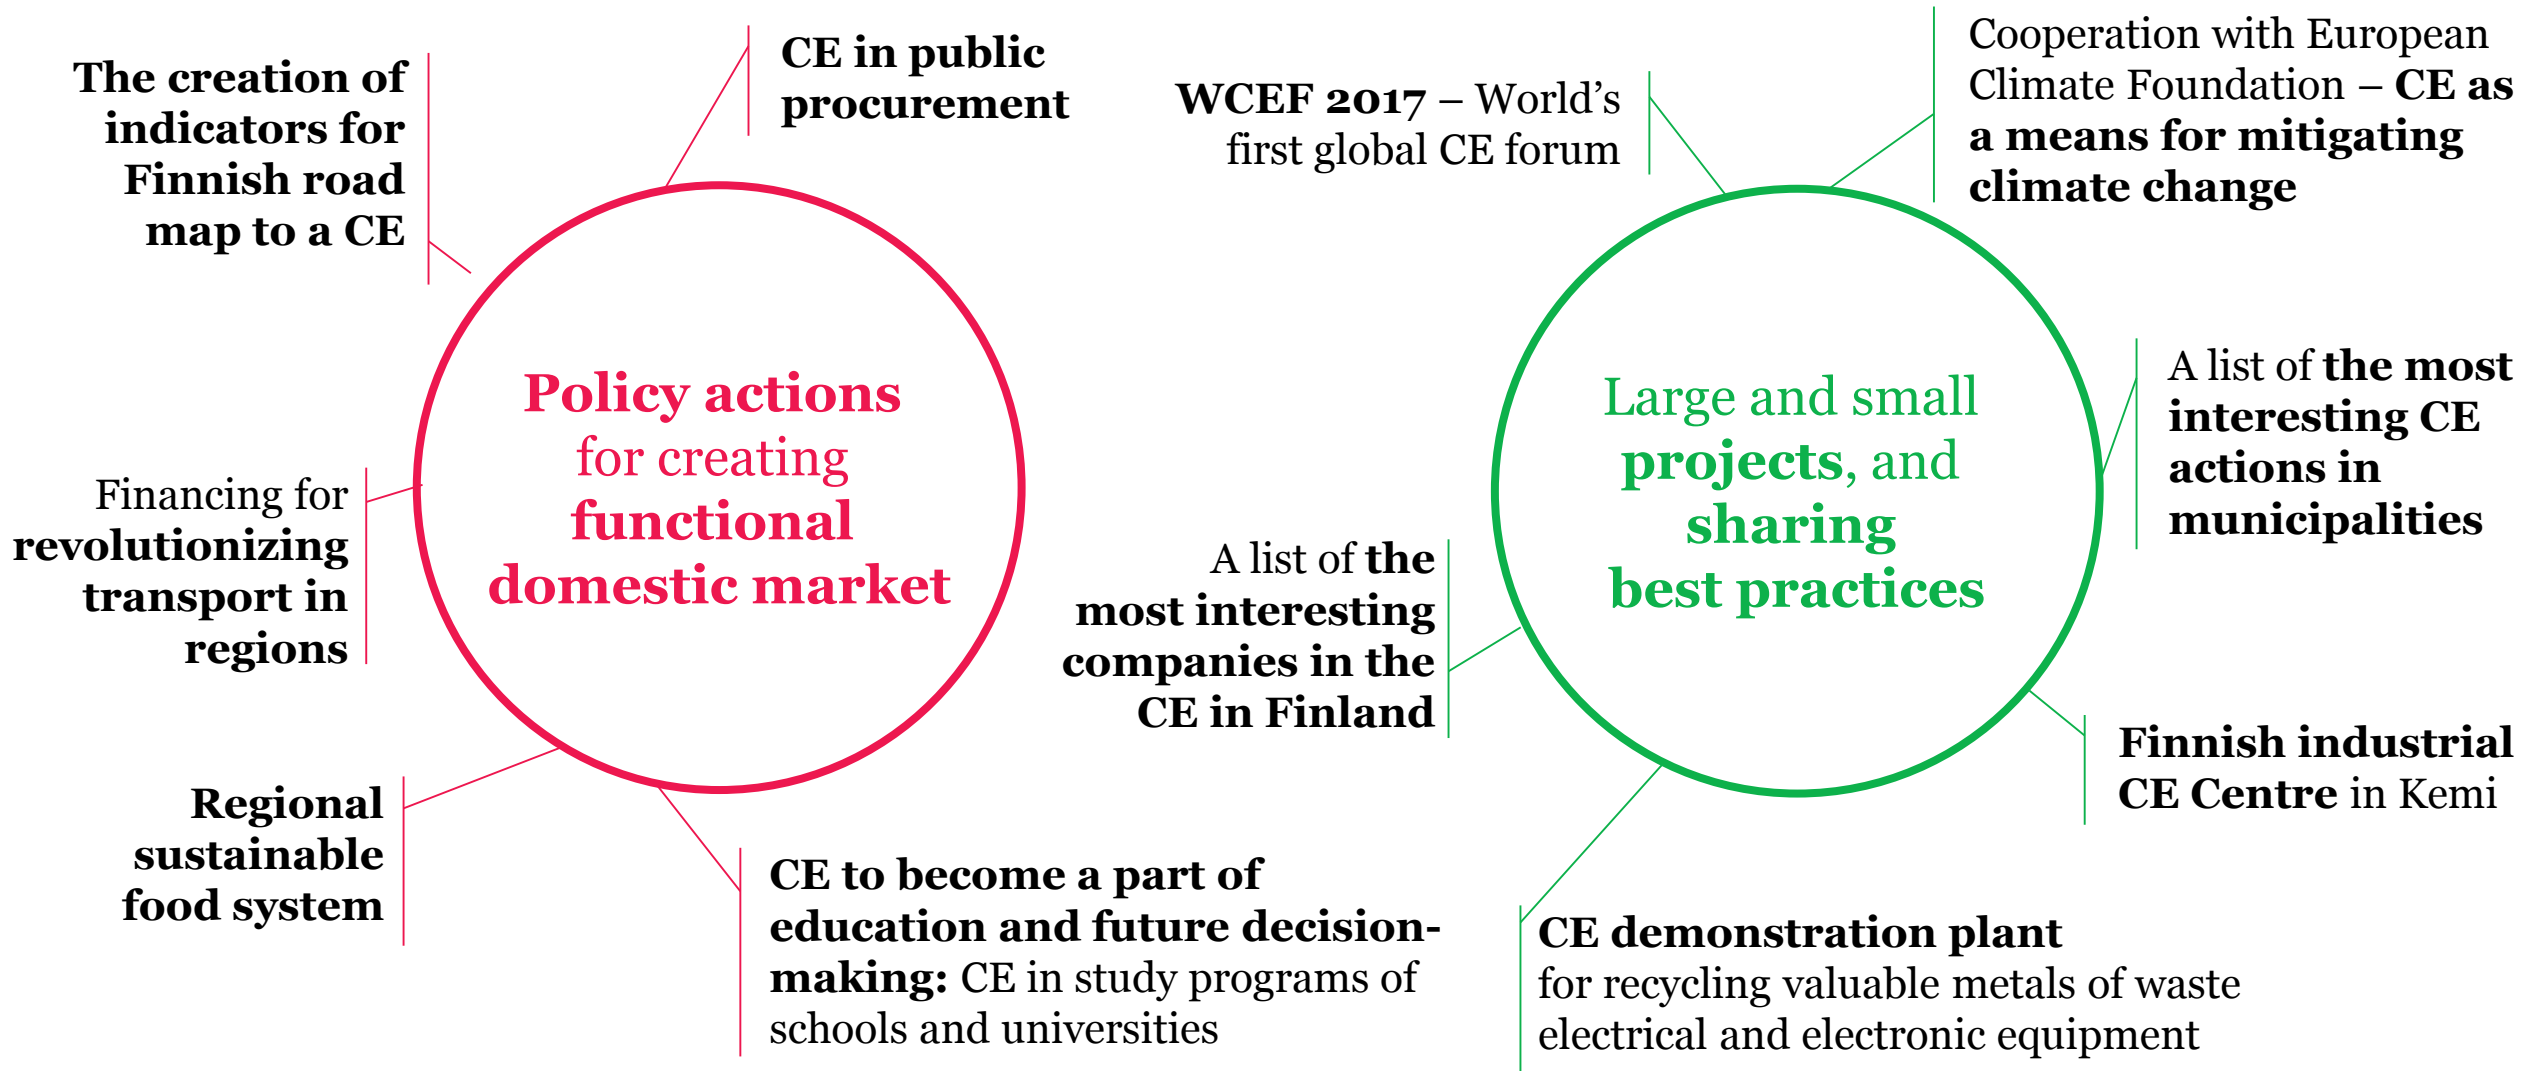 The creation of
indicators for
Finnish road
map to a CE
CE in public
procurement
Financing for
revolutionizing
transport in
regions
Policy actions
for creating
functional
domestic market
Regional
sustainable
food system
CE to become a part of
education and future decision-
making: CE in study programs of
schools and universities
WCEF 2017 – World’s
first global CE forum
Cooperation with European
Climate Foundation – CE as
a means for mitigating
climate change
Large and small
projects, and
sharing
best practices
A list of the most
interesting CE
actions in
municipalities
A list of the
most interesting
companies in the
CE in Finland
Finnish industrial
CE Centre in Kemi
CE demonstration plant
for recycling valuable metals of waste
electrical and electronic equipment